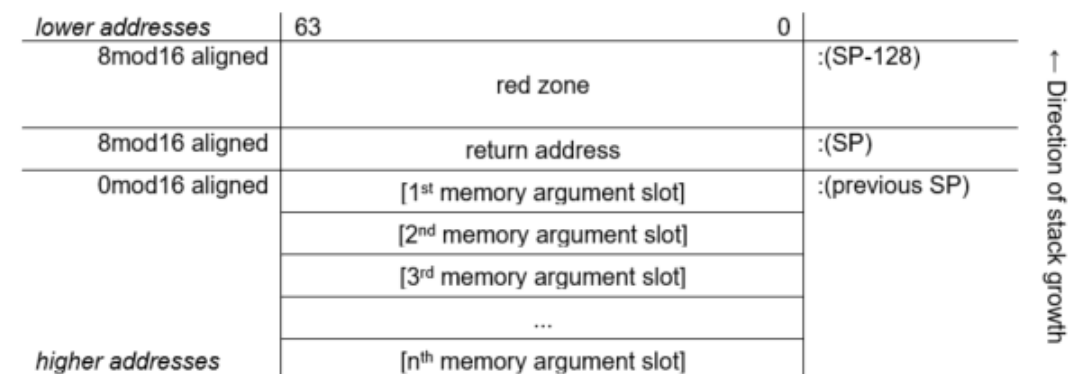 lower addresses 63 0
8mod16 aligned :(SP-128)
red zone
8mod16 aligned return address :(SP)
0mod16 aligned [1st memory argument slot] :(previous SP)
[2nd memory argument slot]
[3rd memory argument slot]
...
higher addresses [nth memory argument slot]
← Direction of stack growth